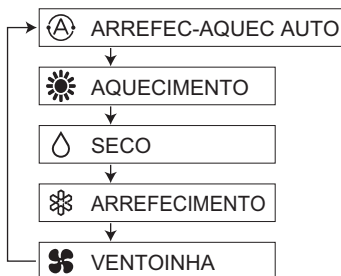 ARREFEC-AQUEC AUTO
AQUECIMENTO
SECO
ARREFECIMENTO
VENTOINHA